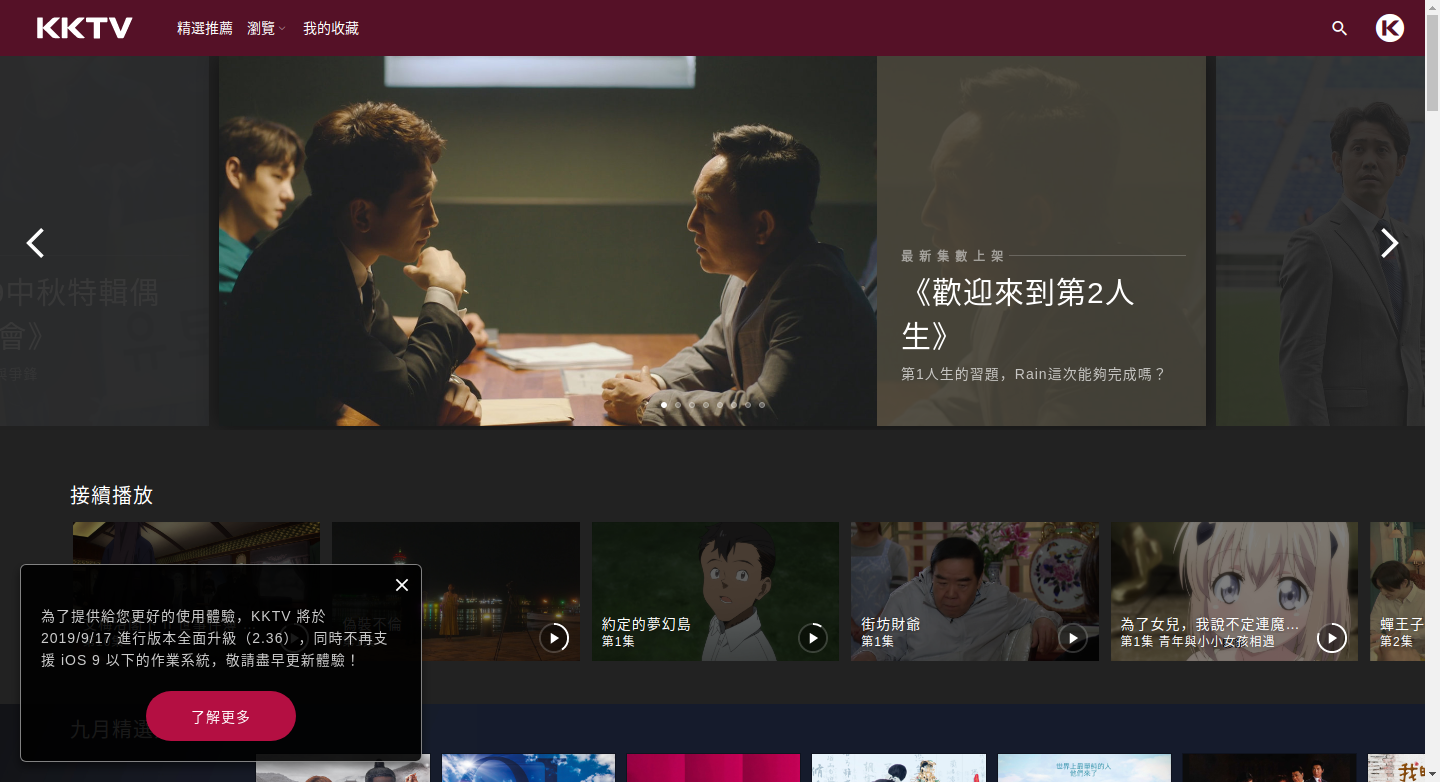 KKTV
精選推薦
瀏覽
我的收藏
中秋特輯偶
會》
最新集數上架
《歡迎來到第2人
生》
第1人生的習題，Rain這次能夠完成嗎？
接續播放
偽裝不倫
約定的夢幻島
第1集
街坊財爺
第1集
為了女兒，我說不定連魔...
第1集 青年與小小女孩相遇
蟬王子
第2集
為了提供給您更好的使用體驗，KKTV 將於
2019/9/17 進行版本全面升級（2.36），同時不再支
援 iOS 9 以下的作業系統，敬請盡早更新體驗！
了解更多
九月精選
世界上最單純的人
他們來了
我的